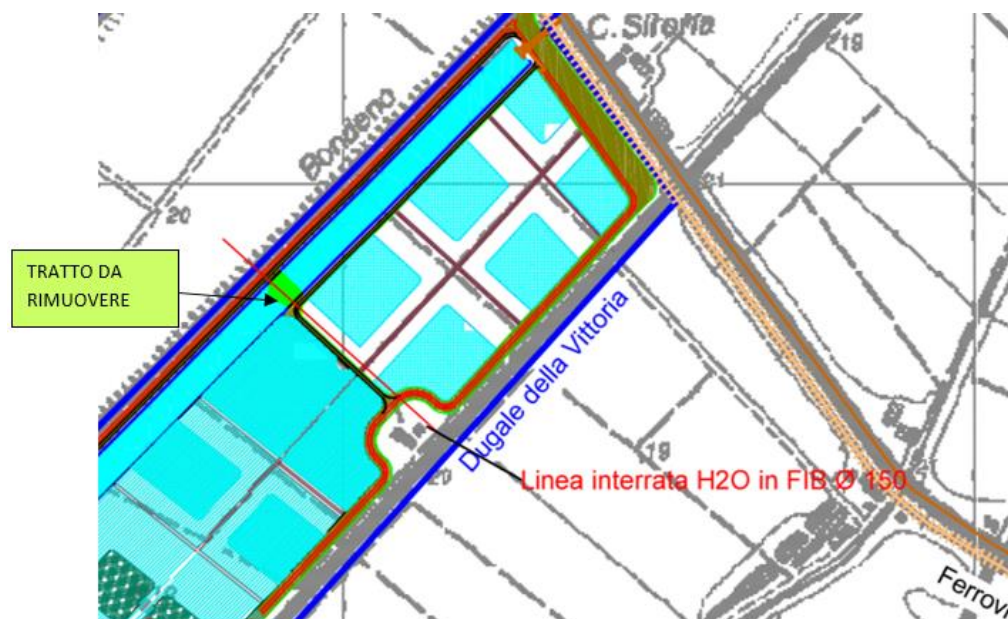 C. Sitoria
19
Bondeno
21
20
TRATTO DA
RIMUOVERE
Dugale della Vittoria
19
20
Linea interrata H2O in FIB Ø 150
Ferrovi